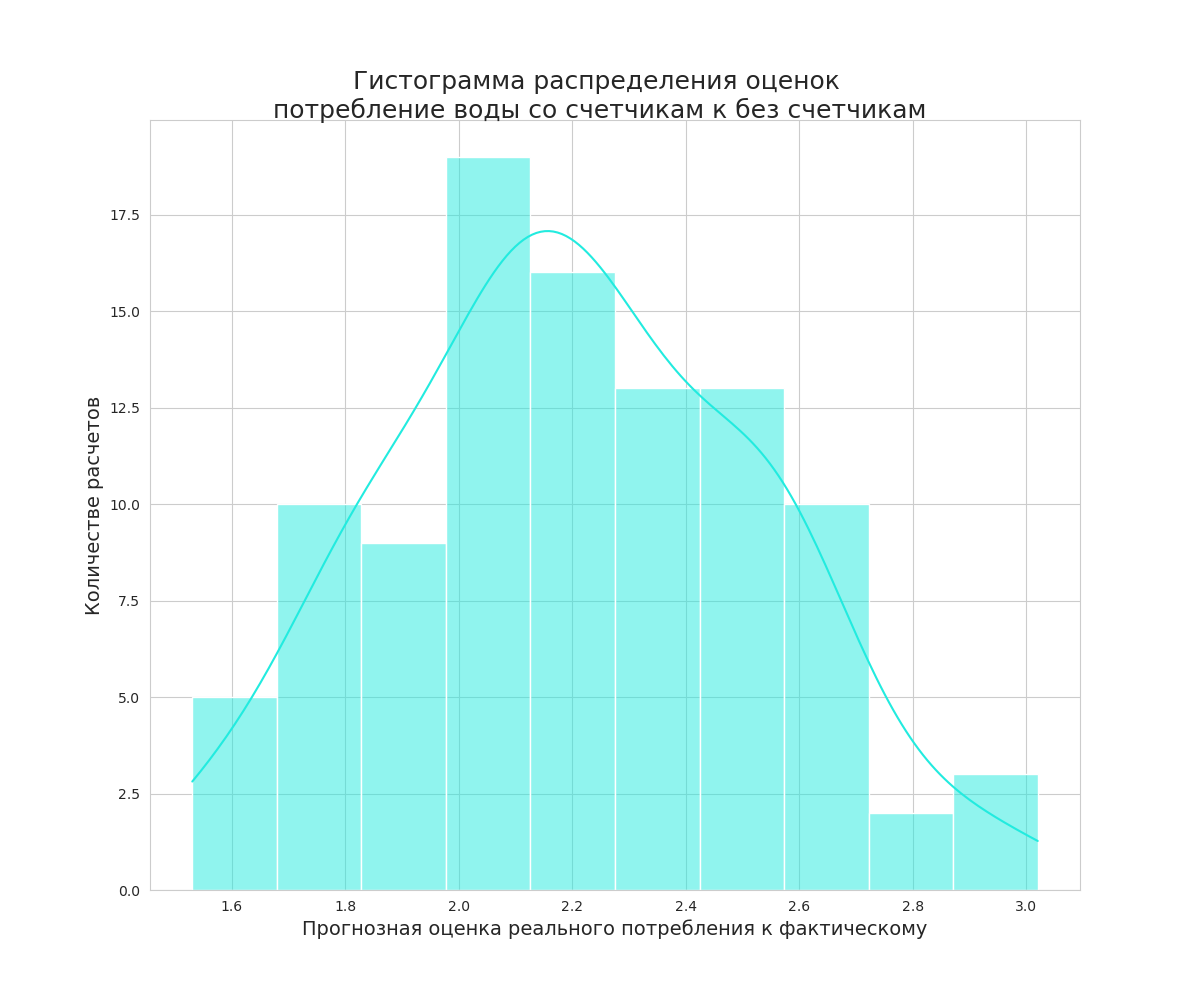 Гистограмма распределения оценок
потребление воды со счетчикам к без счетчикам
Количестве расчетов
17.5
15.0
12.5
10.0
7.5
5.0
2.5
0.0
1.6 1.8 2.0 2.2 2.4 2.6 2.8 3.0
Прогнозная оценка реального потребления к фактическому